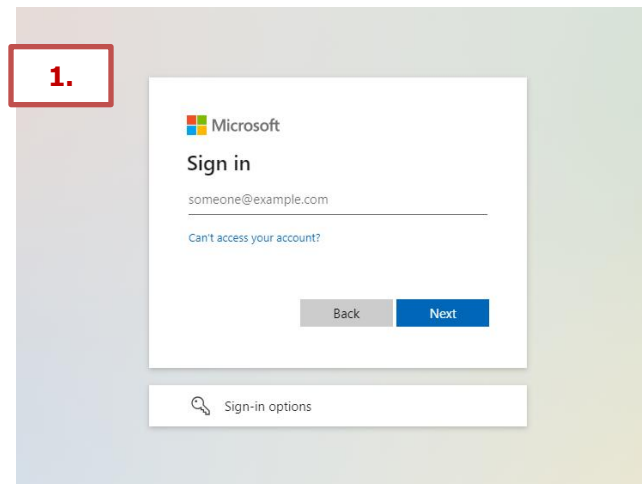 1.
Microsoft
Sign in
someone@example.com
Can't access your account?
Back Next
Sign-in options